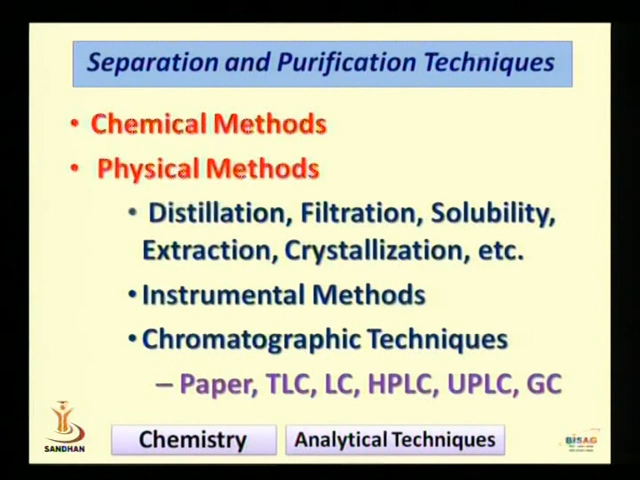 Separation and Purification Techniques
• Chemical Methods
• Physical Methods
• Distillation, Filtration, Solubility,
Extraction, Crystallization, etc.
• Instrumental Methods
• Chromatographic Techniques
– Paper, TLC, LC, HPLC, UPLC, GC
SANDHAN
Chemistry
Analytical Techniques
BISAG